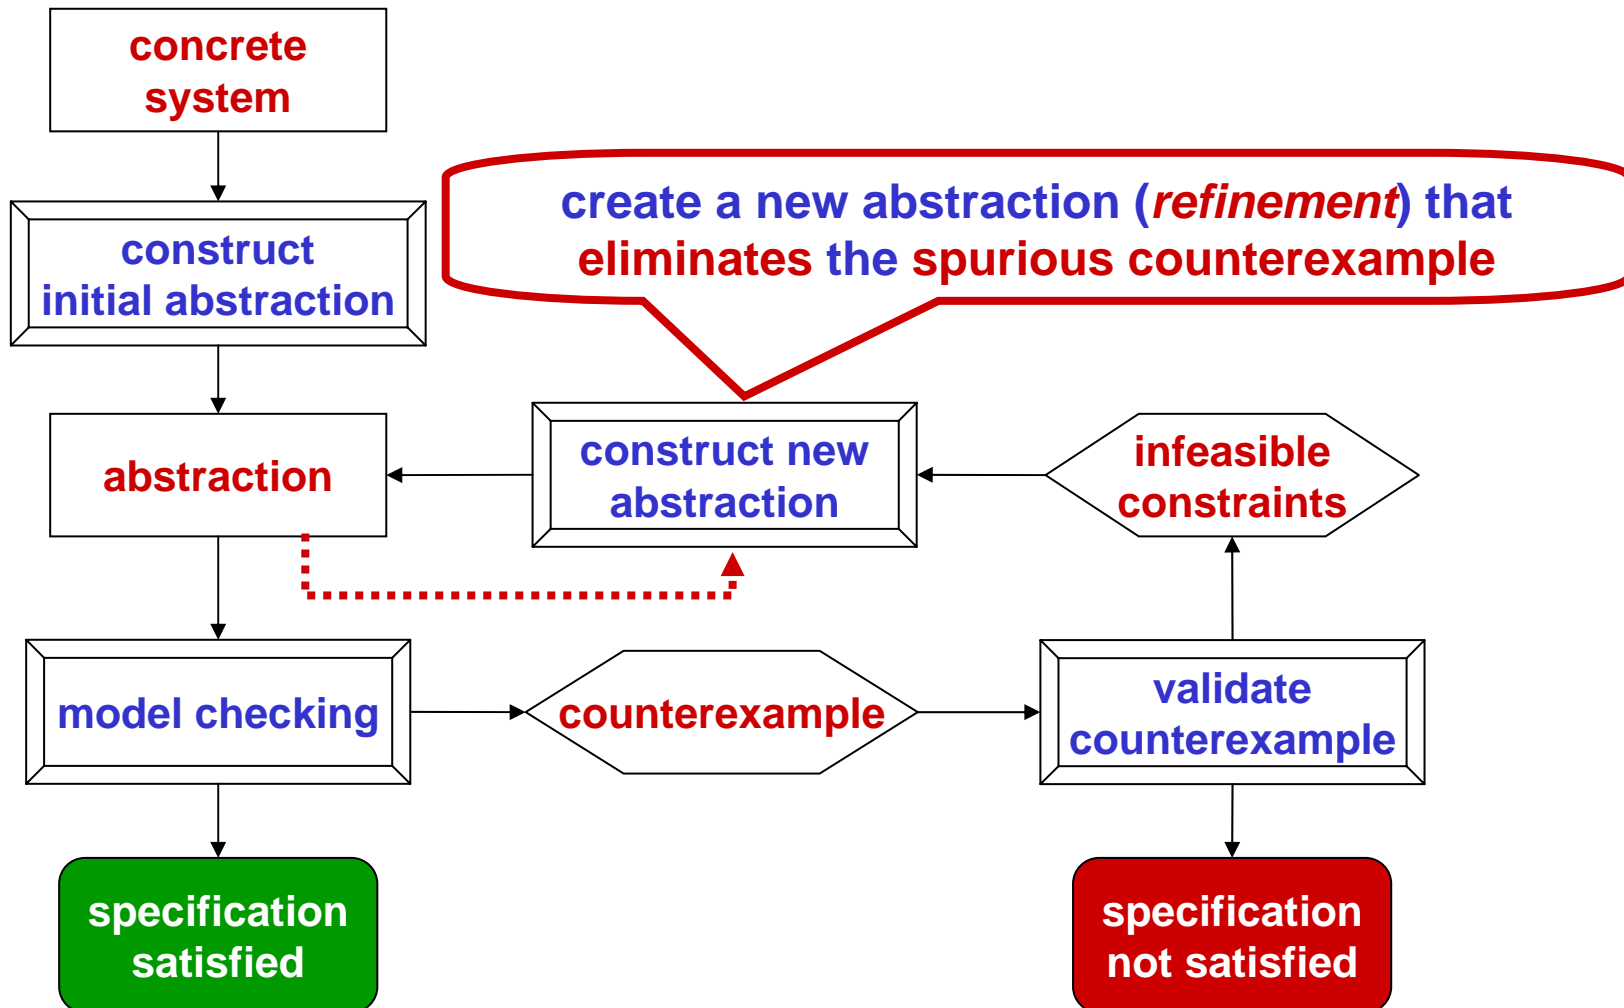 concrete
system
create a new abstraction (refinement) that
eliminates the spurious counterexample
construct
initial abstraction
abstraction
construct new
abstraction
infeasible
constraints
model checking
counterexample
validate
counterexample
specification
satisfied
specification
not satisfied